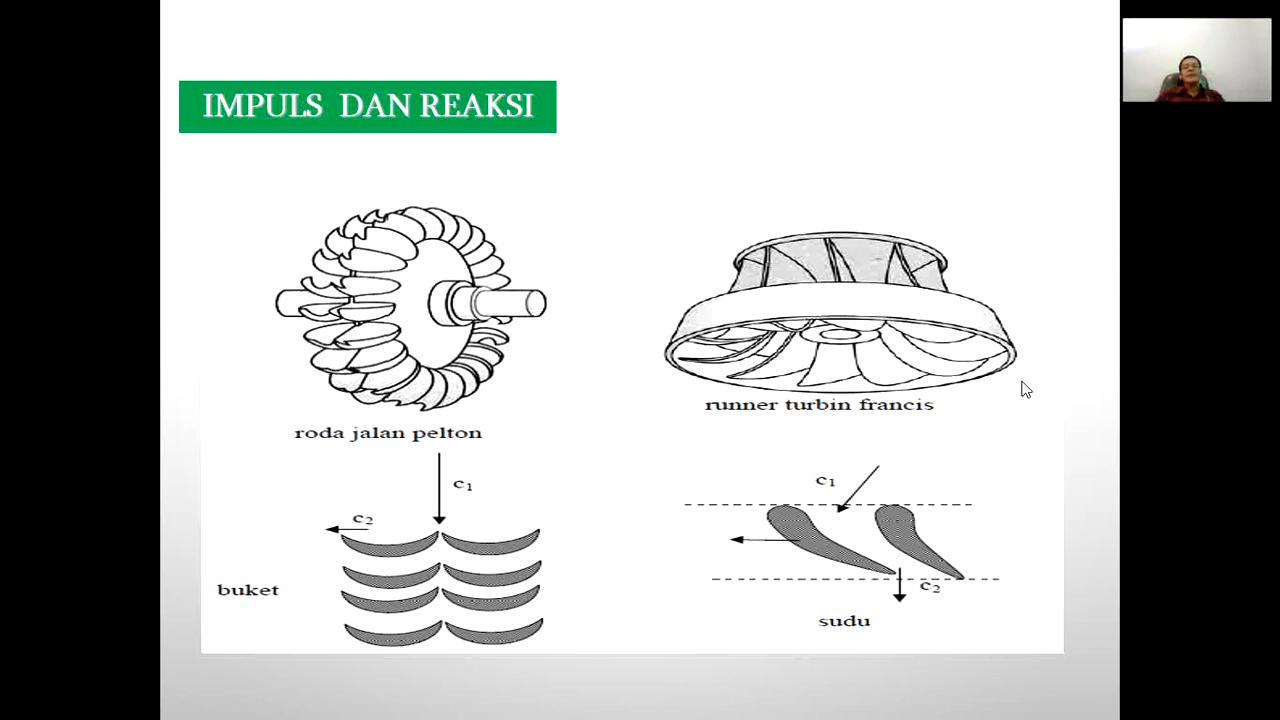 IMPULS DAN REAKSI
roda jalan pelton
c₁
c₂
buket
runner turbin francis
c₁
c₂
sudu